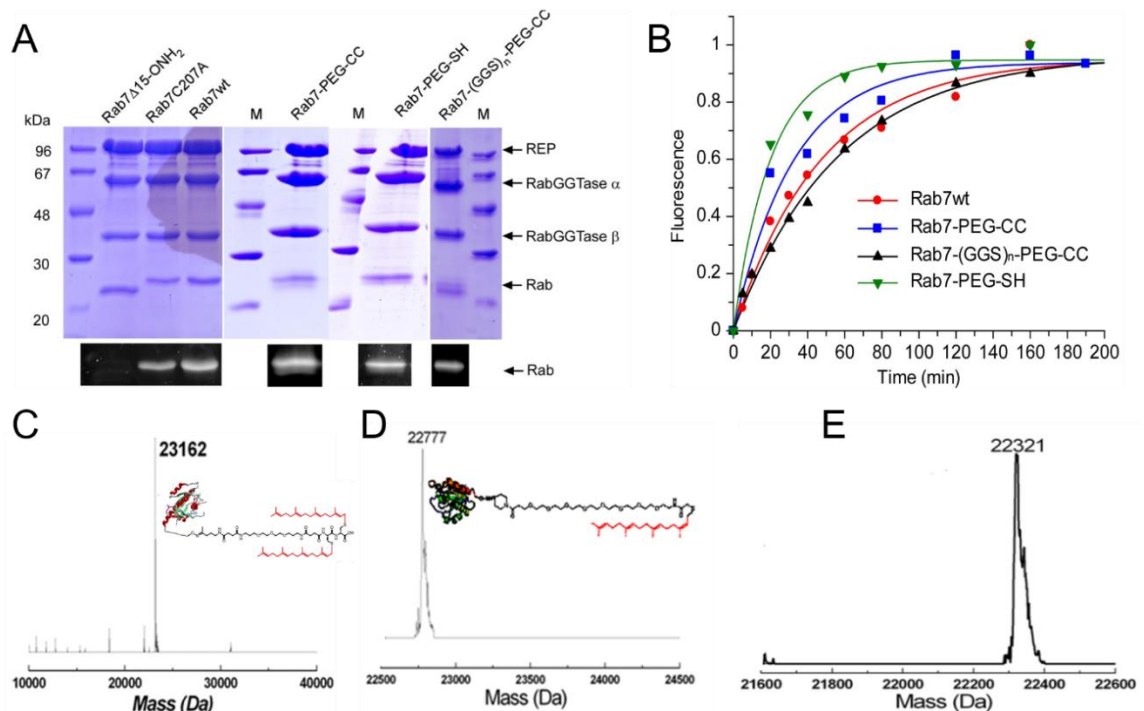 A
Rab7Δ15-ONH₂
Rab7C207A
Rab7wt
M
Rab7-PEG-CC
M
Rab7-PEG-SH
Rab7-(GGS)n-PEG-CC
M
kDa
96
67
48
30
20
REP
RabGGTase α
RabGGTase β
Rab
Rab
B
Fluorescence
1
0.8
0.6
0.4
0.2
0
Rab7wt
Rab7-PEG-CC
Rab7-(GGS)n-PEG-CC
Rab7-PEG-SH
0 20 40 60 80 100 120 140 160 180 200
Time (min)
C
23162
10000 20000 30000 40000
Mass (Da)
D
22777
22500 23000 23500 24000 24500
Mass (Da)
E
22321
21600 21800 22000 22200 22400 22600
Mass (Da)